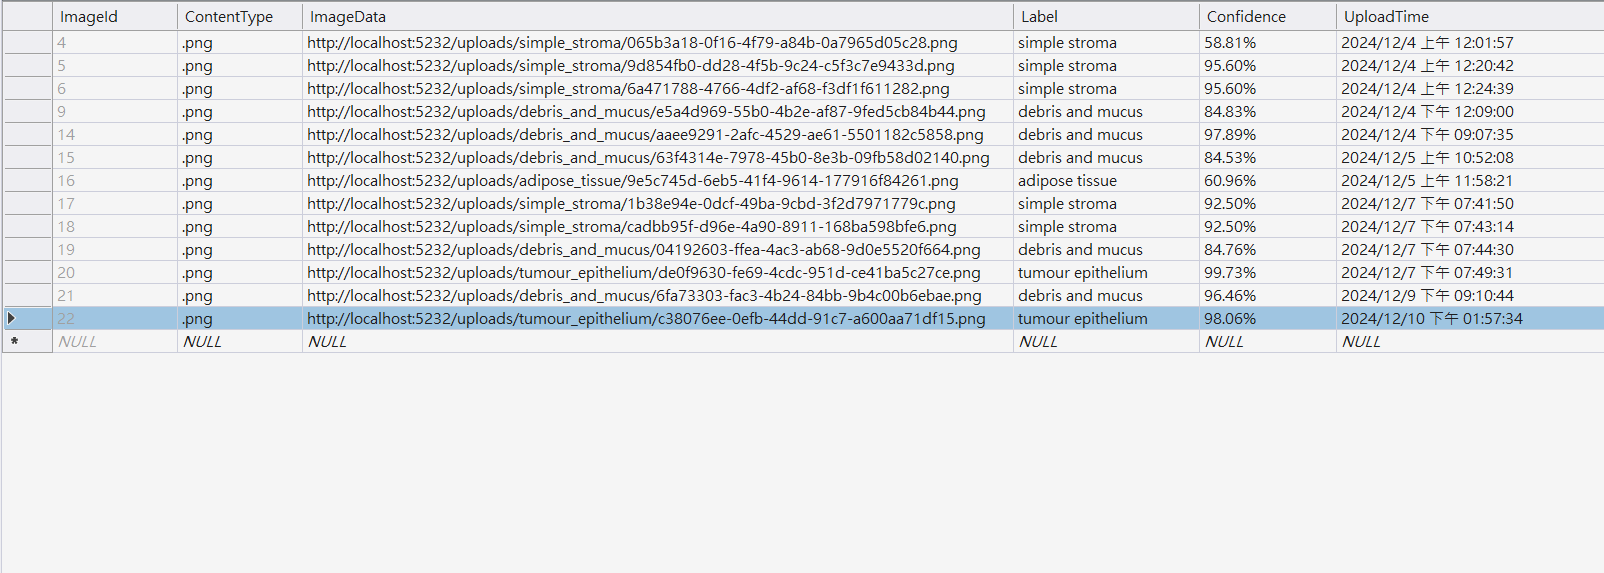 ImageId ContentType ImageData Label Confidence UploadTime
4 .png http://localhost:5232/uploads/simple_stroma/065b3a18-0f16-4f79-a84b-0a7965d05c28.png simple stroma 58.81% 2024/12/4 上午 12:01:57
5 .png http://localhost:5232/uploads/simple_stroma/9d854fb0-dd28-4f5b-9c24-c5f3c7e9433d.png simple stroma 95.60% 2024/12/4 上午 12:20:42
6 .png http://localhost:5232/uploads/simple_stroma/6a471788-4766-4df2-af68-f3df1f611282.png simple stroma 95.60% 2024/12/4 上午 12:24:39
9 .png http://localhost:5232/uploads/debris_and_mucus/e5a4d969-55b0-4b2e-af87-9fed5cb84b44.png debris and mucus 84.83% 2024/12/4 下午 12:09:00
14 .png http://localhost:5232/uploads/debris_and_mucus/aaee9291-2afc-4529-ae61-5501182c5858.png debris and mucus 97.89% 2024/12/4 下午 09:07:35
15 .png http://localhost:5232/uploads/debris_and_mucus/63f4314e-7978-45b0-8e3b-09fb58d02140.png debris and mucus 84.53% 2024/12/5 上午 10:52:08
16 .png http://localhost:5232/uploads/adipose_tissue/9e5c745d-6eb5-41f4-9614-177916f84261.png adipose tissue 60.96% 2024/12/5 上午 11:58:21
17 .png http://localhost:5232/uploads/simple_stroma/1b38e94e-0dcf-49ba-9cbd-3f2d7971779c.png simple stroma 92.50% 2024/12/7 下午 07:41:50
18 .png http://localhost:5232/uploads/simple_stroma/cadbb95f-d96e-4a90-8911-168ba598bfe6.png simple stroma 92.50% 2024/12/7 下午 07:43:14
19 .png http://localhost:5232/uploads/debris_and_mucus/04192603-ffea-4ac3-ab68-9d0e5520f664.png debris and mucus 84.76% 2024/12/7 下午 07:44:30
20 .png http://localhost:5232/uploads/tumour_epithelium/de0f9630-fe69-4cdc-951d-ce41ba5c27ce.png tumour epithelium 99.73% 2024/12/7 下午 07:49:31
21 .png http://localhost:5232/uploads/debris_and_mucus/6fa73303-fac3-4b24-84bb-9b4c00b6ebae.png debris and mucus 96.46% 2024/12/9 下午 09:10:44
22 .png http://localhost:5232/uploads/tumour_epithelium/c38076ee-0efb-44dd-91c7-a600aa71df15.png tumour epithelium 98.06% 2024/12/10 下午 01:57:34
* NULL NULL NULL NULL NULL NULL